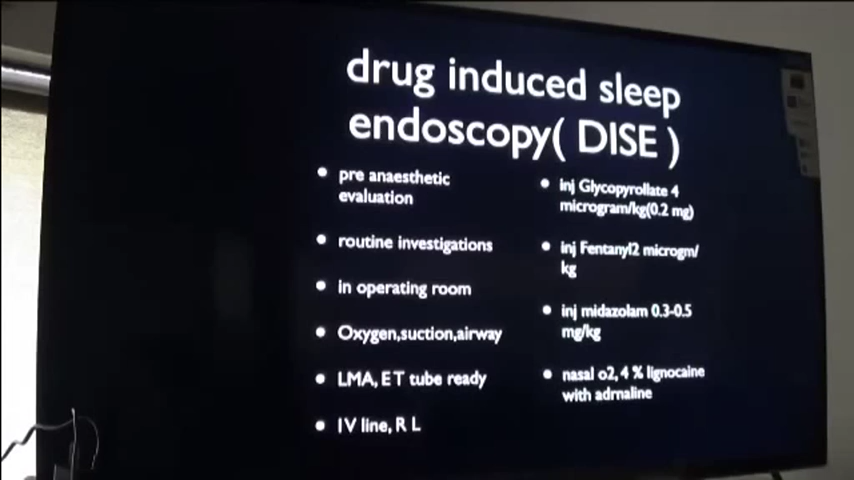 drug induced sleep
endoscopy( DISE )
pre anaesthetic
evaluation
routine investigations
in operating room
Oxygen,suction,airway
LMA, ET tube ready
IV line, R L
inj Glycopyrollate 4
microgram/kg(0.2 mg)
inj Fentanyl2 microgm/
kg
inj midazolam 0.3-0.5
mg/kg
nasal o2, 4 % lignocaine
with adrnaline